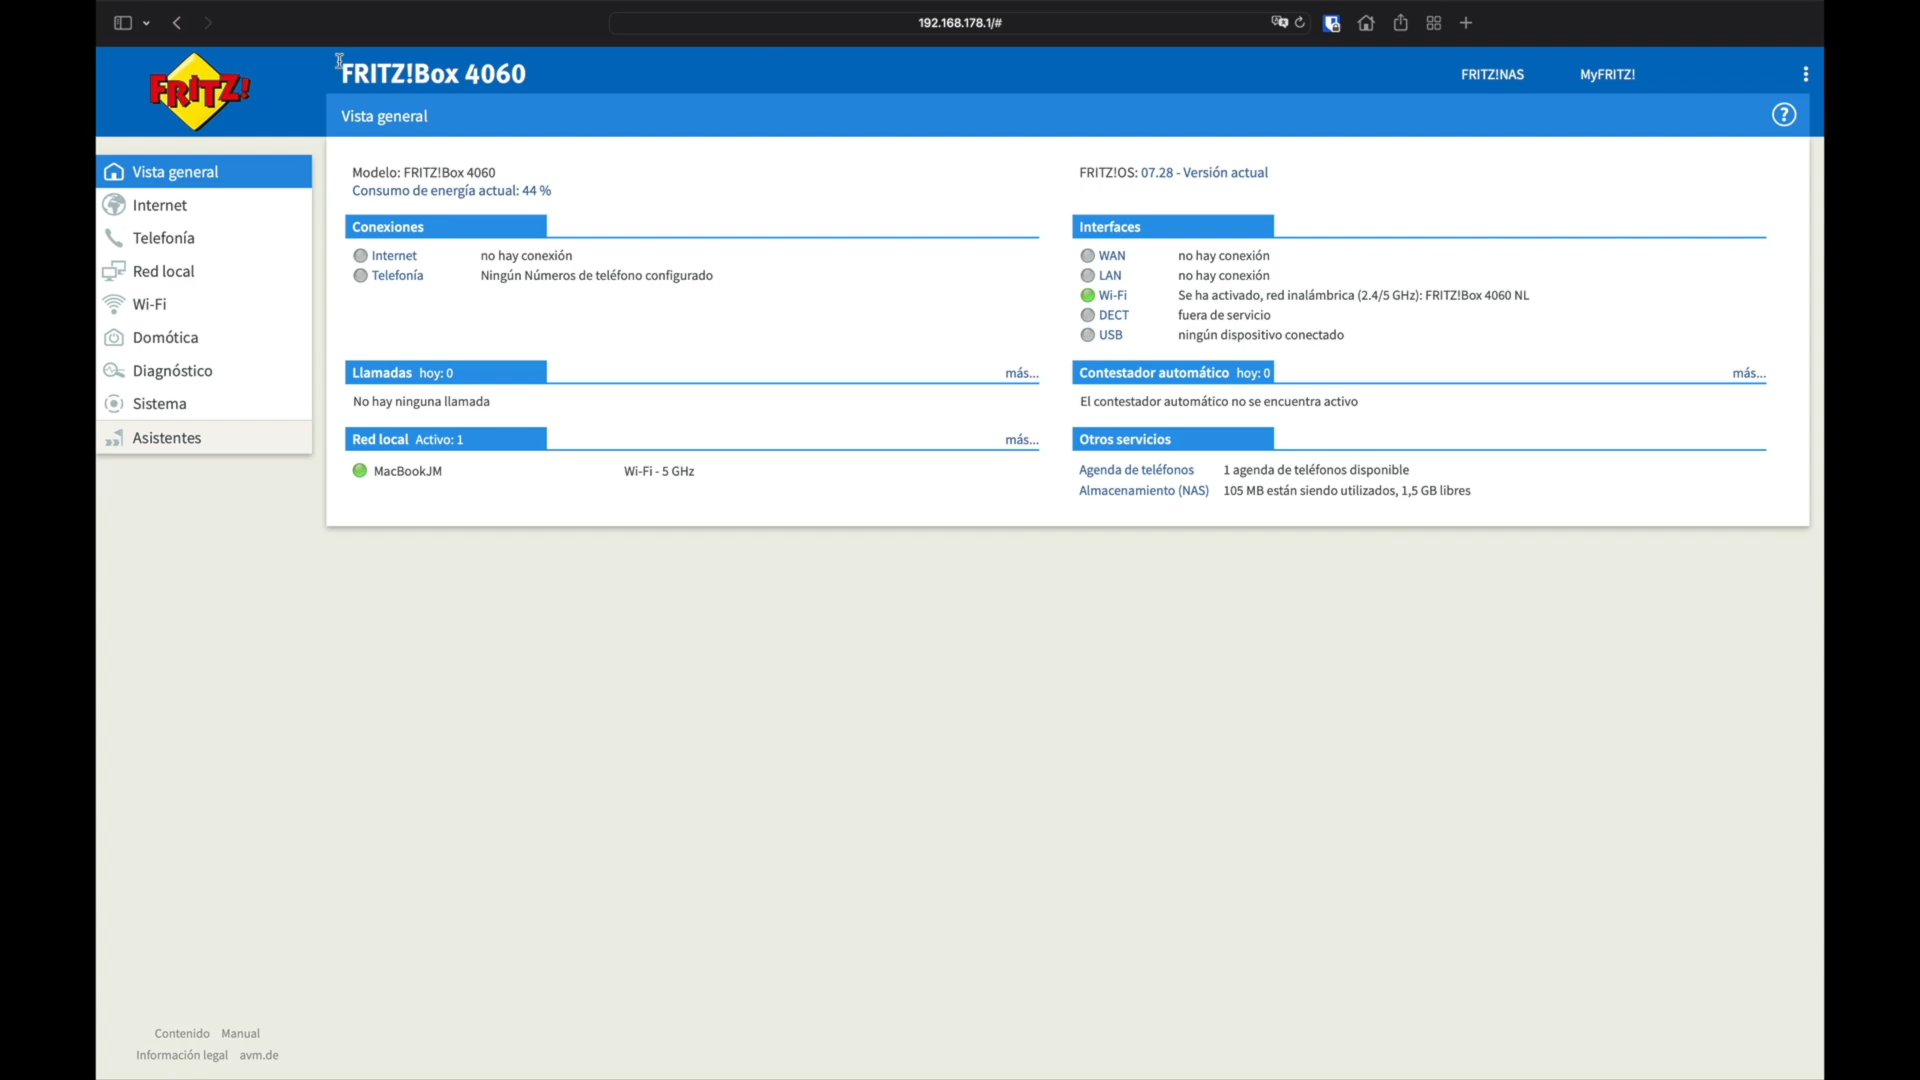 192.168.178.1/#
FRITZ!
FRITZ!Box 4060
FRITZ!NAS
MyFRITZ!
Vista general
?
Vista general
Internet
Telefonía
Red local
Wi-Fi
Domótica
Diagnóstico
Sistema
Asistentes
Modelo: FRITZ!Box 4060
Consumo de energía actual: 44 %
FRITZ!OS: 07.28 - Versión actual
Conexiones
Internet no hay conexión
Telefonía Ningún Números de teléfono configurado
Interfaces
WAN no hay conexión
LAN no hay conexión
Wi-Fi Se ha activado, red inalámbrica (2.4/5 GHz): FRITZ!Box 4060 NL
DECT fuera de servicio
USB ningún dispositivo conectado
Llamadas hoy: 0 más...
No hay ninguna llamada
Contestador automático hoy: 0 más...
El contestador automático no se encuentra activo
Red local Activo: 1 más...
MacBookJM Wi-Fi - 5 GHz
Otros servicios
Agenda de teléfonos 1 agenda de teléfonos disponible
Almacenamiento (NAS) 105 MB están siendo utilizados, 1,5 GB libres
Contenido Manual
Información legal avm.de